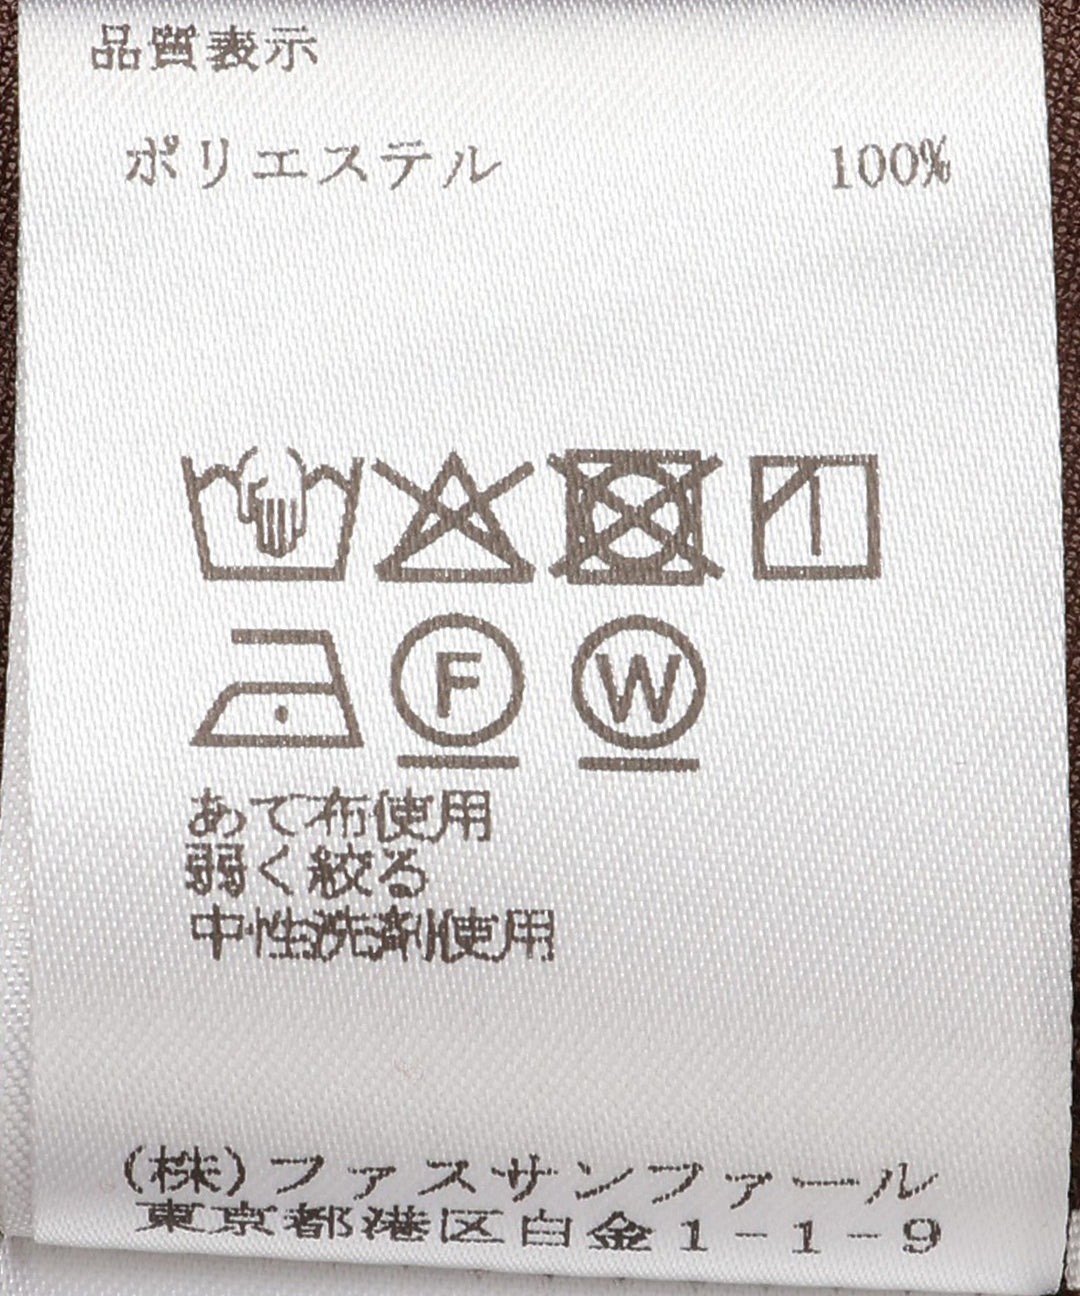 品質表示
ポリエステル 100%
F W
あて布使用
弱く絞る
中性洗剤使用
(株)ファスサンファール
東京都港区白金1-1-9